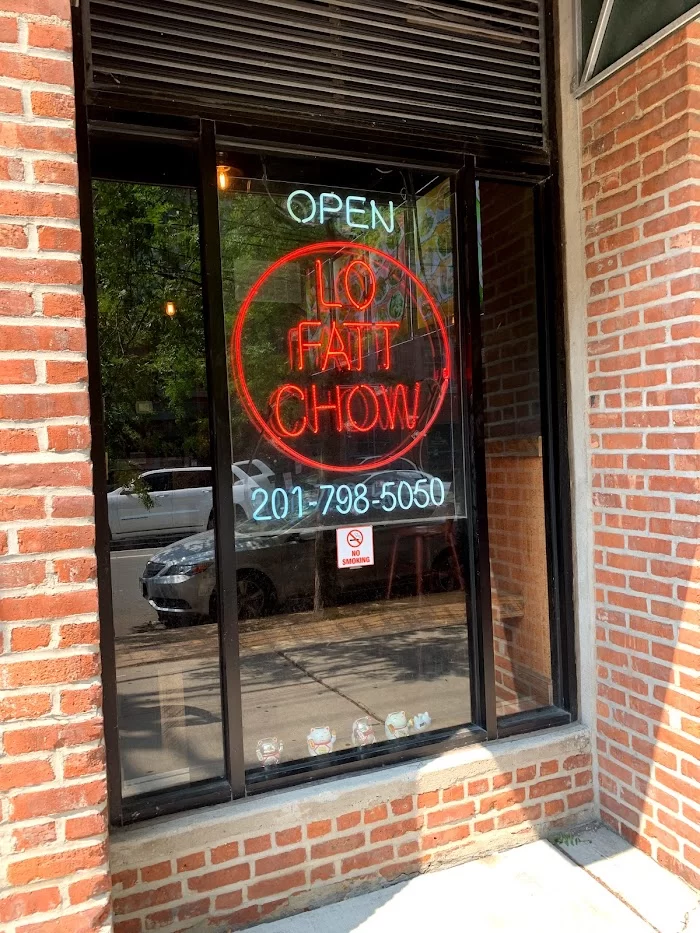 OPEN
LO
FATT
CHOW
201-798-5050
NO
SMOKING